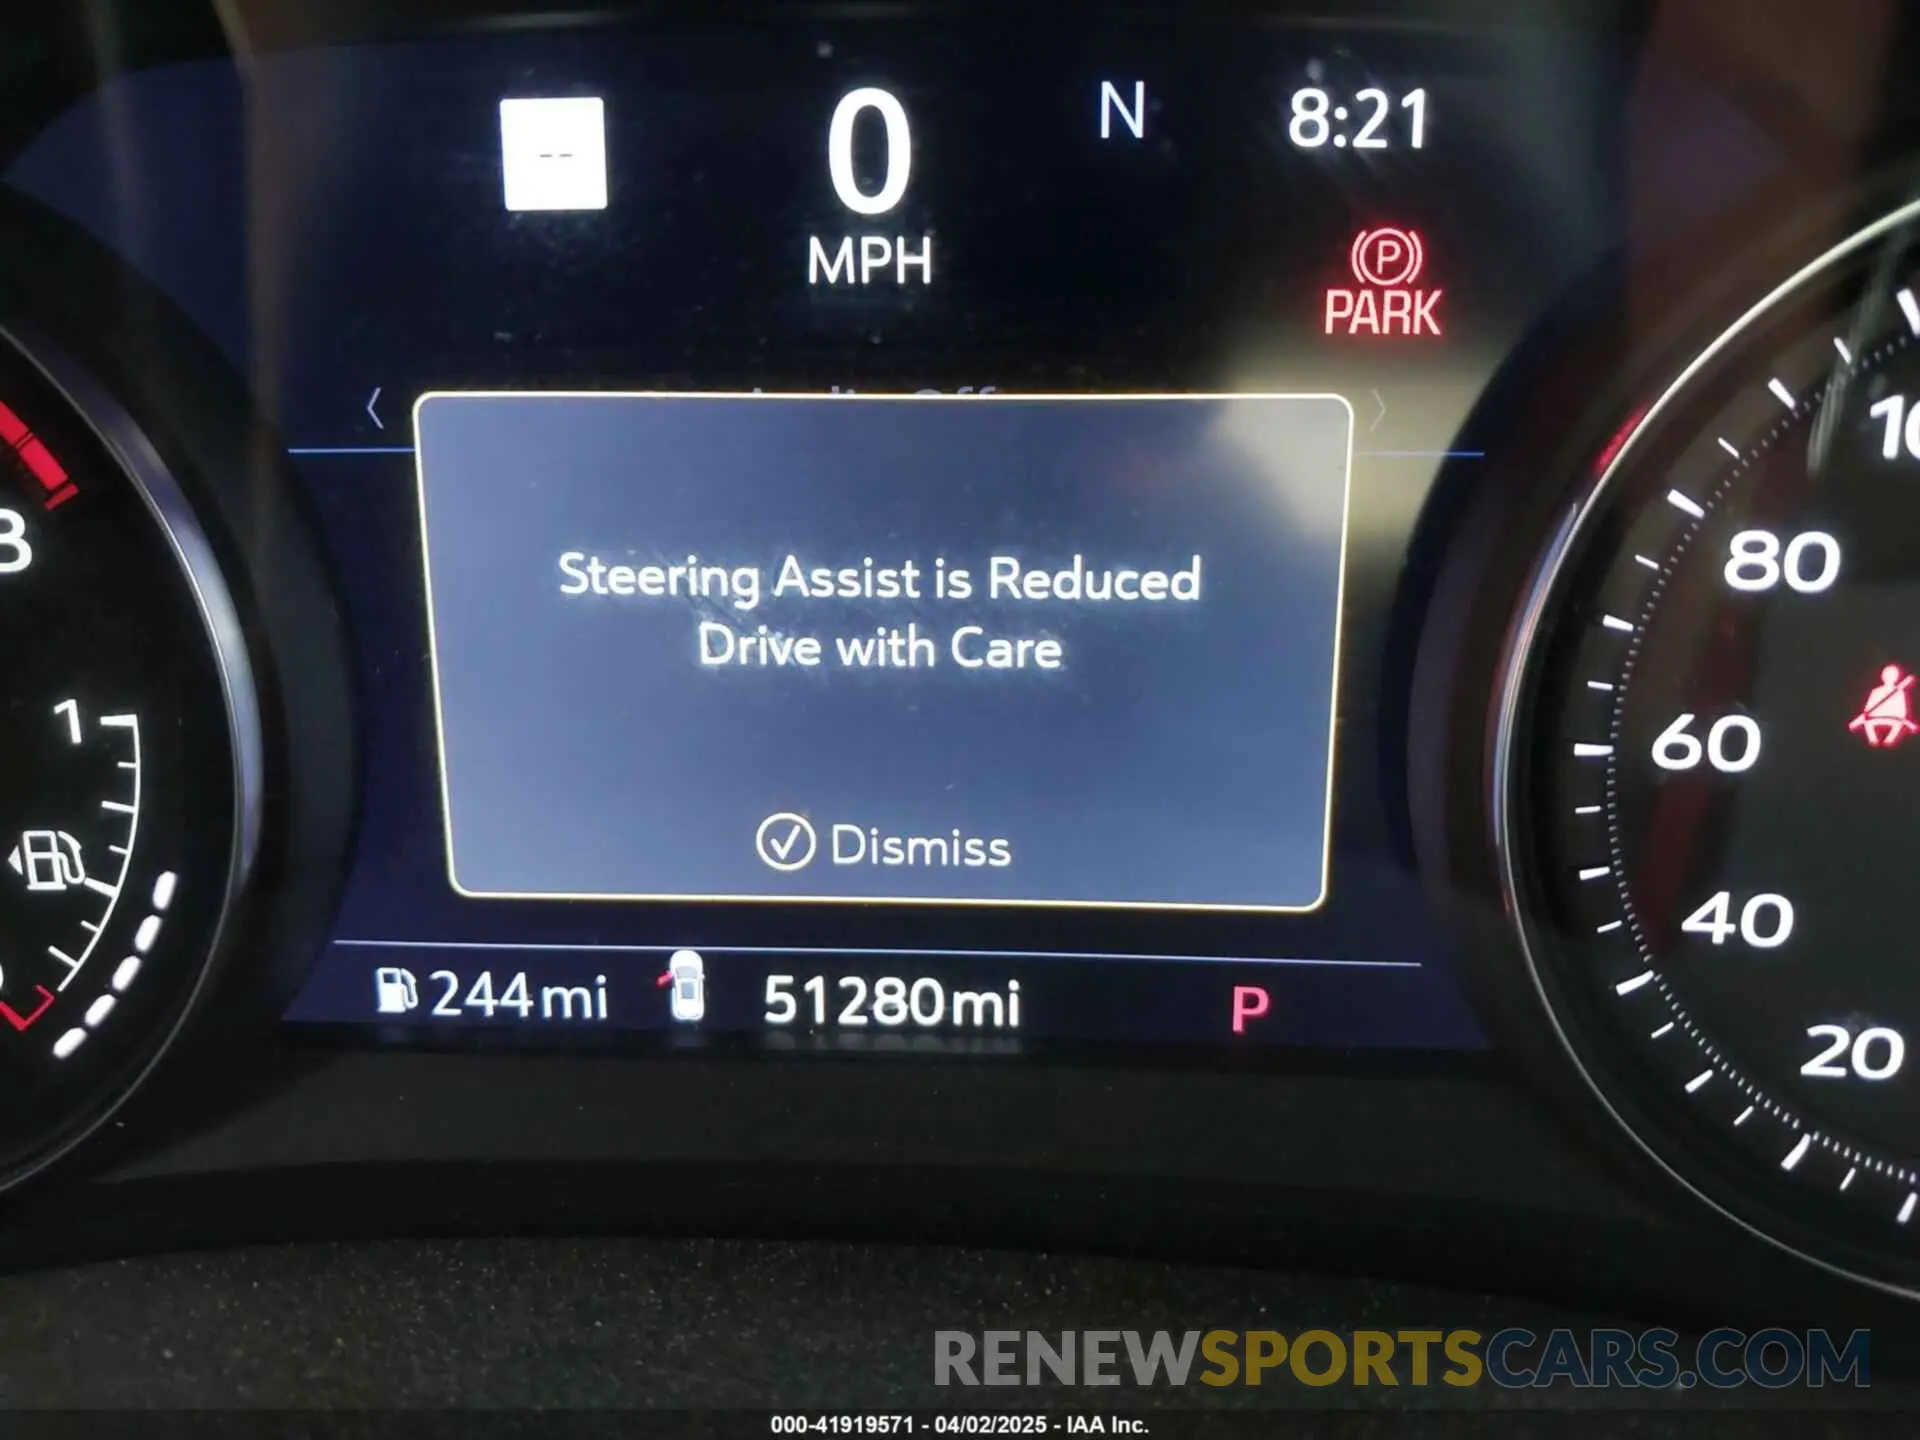 -- 0 N 8:21
MPH
P
PARK
Steering Assist is Reduced
Drive with Care
Dismiss
244mi 51280mi P
8
1
80
60
40
20
RENEWSPORTSCARS.COM
000-41919571 - 04/02/2025 - IAA Inc.